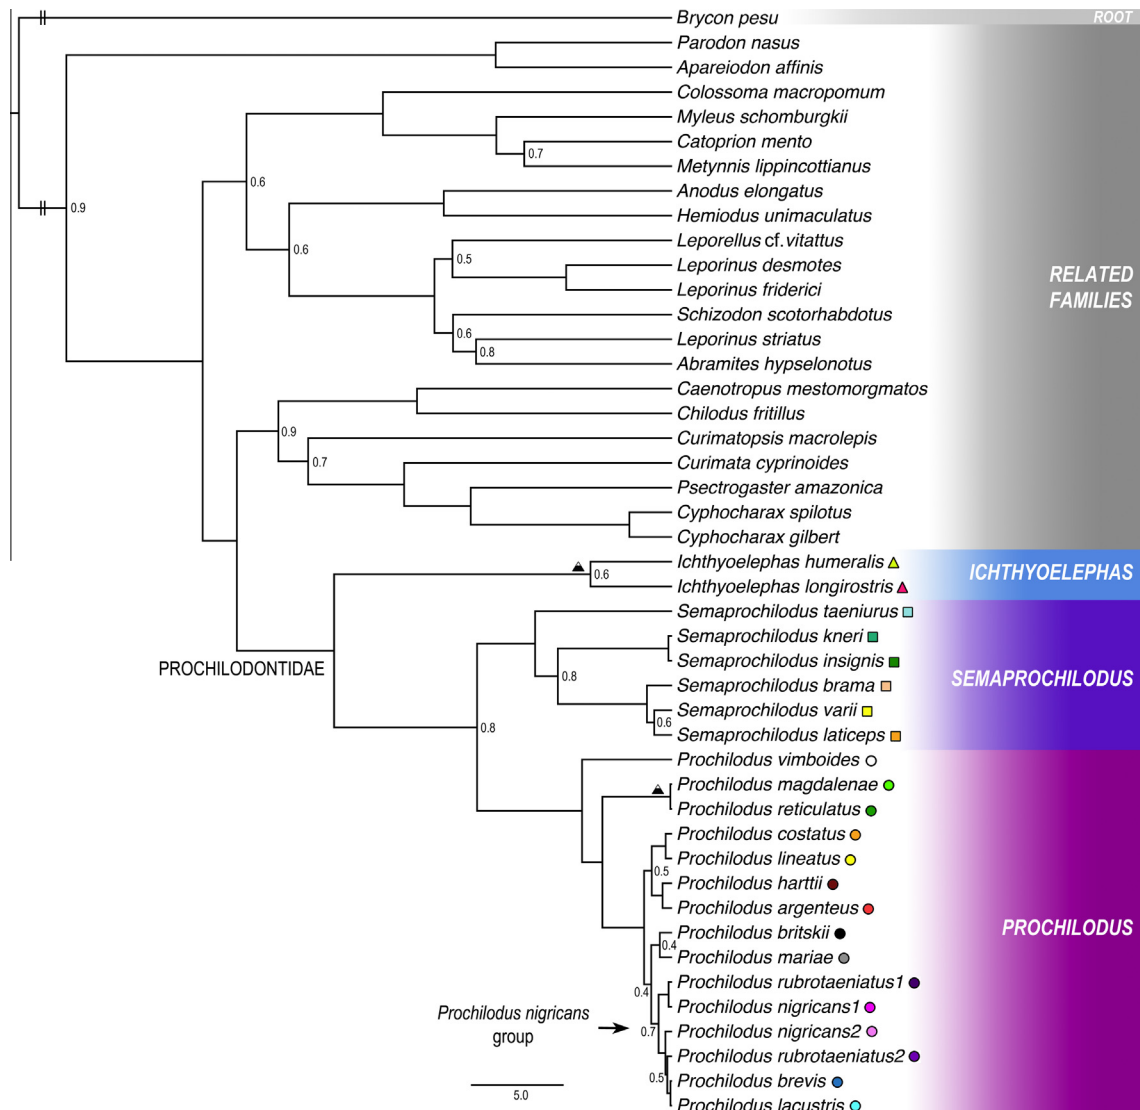 Brycon pesu
ROOT
Parodon nasus
Apareiodon affinis
Colossoma macropomum
Myleus schomburgkii
Catoprion mento
0.7
Metynnis lippincottianus
0.6
Anodus elongatus
0.9
Hemiodus unimaculatus
0.6
Leporellus cf. vitattus
0.5
Leporinus desmotes
RELATED
FAMILIES
Leporinus friderici
Schizodon scotorhabdotus
0.6
Leporinus striatus
0.8
Abramites hypselonotus
Caenotropus mestomorgmatos
Chilodus fritillus
0.9
Curimatopsis macrolepis
0.7
Curimata cyprinoides
Psectrogaster amazonica
Cyphocharax spilotus
Cyphocharax gilbert
Ichthyoelephas humeralis
0.6
ICHTHYOELEPHAS
Ichthyoelephas longirostris
Semaprochilodus taeniurus
Semaprochilodus kneri
Semaprochilodus insignis
PROCHILODONTIDAE
0.8
SEMAPROCHILODUS
Semaprochilodus brama
Semaprochilodus varii
0.6
0.8
Semaprochilodus laticeps
Prochilodus vimboides
Prochilodus magdalenae
Prochilodus reticulatus
Prochilodus costatus
Prochilodus lineatus
0.5
Prochilodus harttii
Prochilodus argenteus
PROCHILODUS
Prochilodus britskii
0.4
Prochilodus mariae
Prochilodus rubrotaeniatus1
0.4
Prochilodus nigricans1
Prochilodus nigricans
group
0.7
Prochilodus nigricans2
Prochilodus rubrotaeniatus2
0.5
Prochilodus brevis
5.0
Prochilodus lacustris